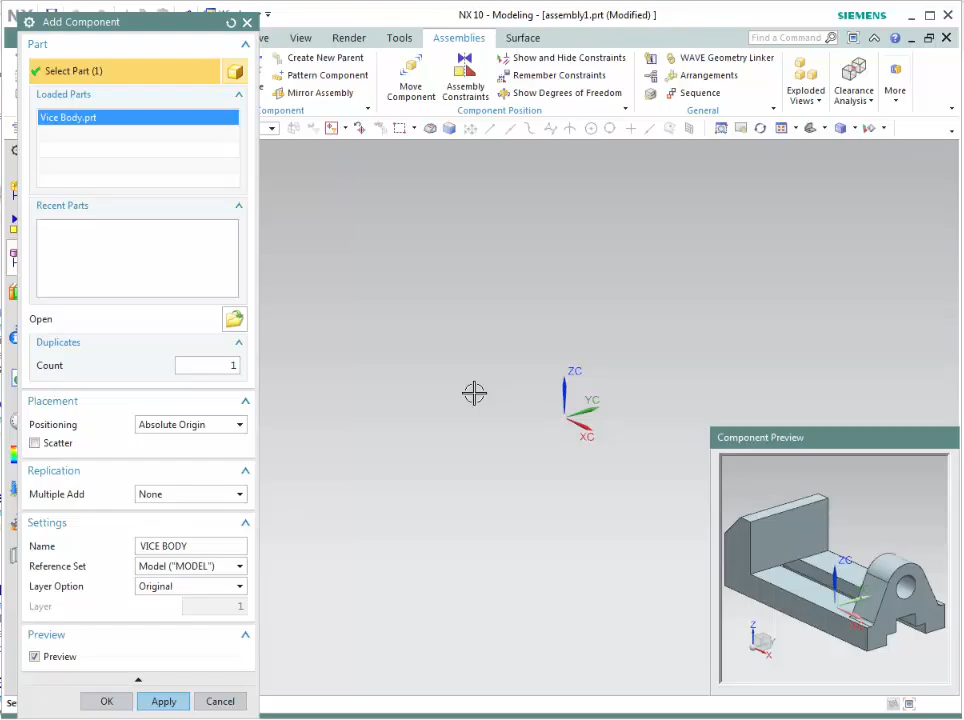 NX 10 - Modeling - [assembly1.prt (Modified) ]
SIEMENS
Add Component
View Render Tools Assemblies Surface
Find a Command
Part
Select Part (1)
Loaded Parts
Vice Body.prt
Recent Parts
Open
Duplicates
Count 1
Placement
Positioning Absolute Origin
Scatter
Replication
Multiple Add None
Settings
Name VICE BODY
Reference Set Model ("MODEL")
Layer Option Original
Layer 1
Preview
Preview
OK Apply Cancel
Create New Parent
Pattern Component
Mirror Assembly
Move
Component
Assembly
Constraints
Show and Hide Constraints
Remember Constraints
Show Degrees of Freedom
Component Position
WAVE Geometry Linker
Arrangements
Sequence
General
Exploded
Views
Clearance
Analysis
More
ZC
YC
XC
Component Preview
ZC
Z
X